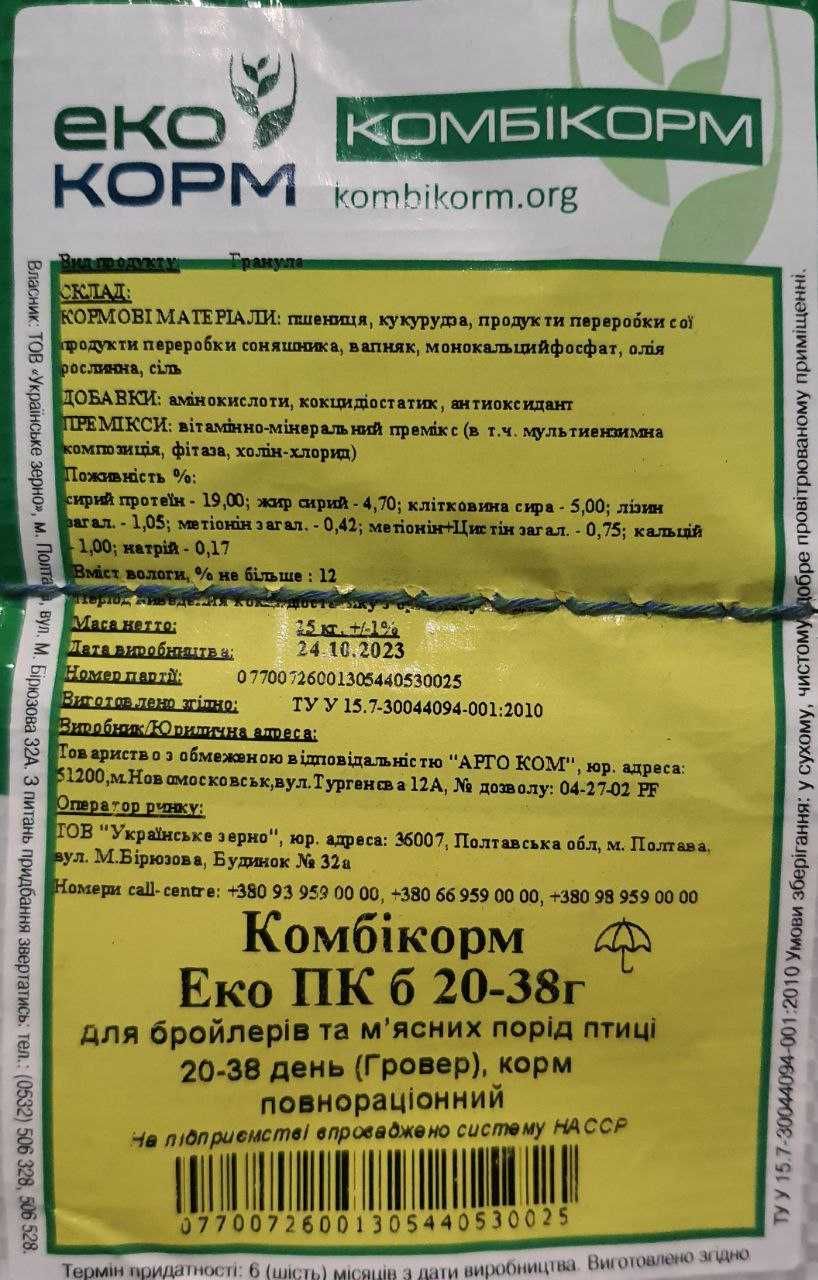 еко
КОРМ
КОМБІКОРМ
kombikorm.org
Вид продукту: Гранула
СКЛАД:
КОРМОВІ МАТЕРІАЛИ: пшениця, кукурудза, продукти переробки сої
продукти переробки соняшника, вапняк, монокальційфосфат, олія
рослинна, сіль
ДОБАВКИ: амінокислоти, кокцидіостатик, антиоксидант
ПРЕМІКСИ: вітамінно-мінеральний премікс (в т.ч. мультиензимна
композиція, фітаза, холін-хлорид)
Поживність %:
сирий протеїн - 19,00; жир сирий - 4,70; клітковина сира - 5,00; лізин
загал. - 1,05; метіонін загал. - 0,42; метіонін+Цистін загал. - 0,75; кальцій
- 1,00; натрій - 0,17
Вміст вологи, % не більше : 12
Маса нетто: 25 кг. +/-1%
Дата виробництва: 24.10.2023
Номер партії: 07700726001305440530025
Виготовлено згідно: ТУ У 15.7-30044094-001:2010
Виробник/Юридична адреса:
Товариство з обмеженою відповідальністю "АРГО КОМ", юр. адреса:
51200,м.Новомосковськ,вул.Тургенєва 12А, № дозволу: 04-27-02 PF
Оператор ринку:
ТОВ "Українське зерно", юр. адреса: 36007, Полтавська обл, м. Полтава,
вул. М.Бірюзова, Будинок № 32а
Номери call-centre: +380 93 959 00 00, +380 66 959 00 00, +380 98 959 00 00
Комбікорм
Еко ПК б 20-38г
для бройлерів та м'ясних порід птиці
20-38 день (Гровер), корм
повнораціонний
На підприємстві впроваджено систему НАССР
07700726001305440530025
Термін придатності: 6 (шість) місяців з дати виробництва. Виготовлено згідно
ТУ У 15.7-30044094-001:2010 Умови зберігання: у сухому, чистому, добре провітрюваному приміщенні.
Власник: ТОВ «Українське зерно», м. Полтава, вул. М. Бірюзова 32А. З питань придбання звертатись: тел.: (0532) 506 328, 506 528.